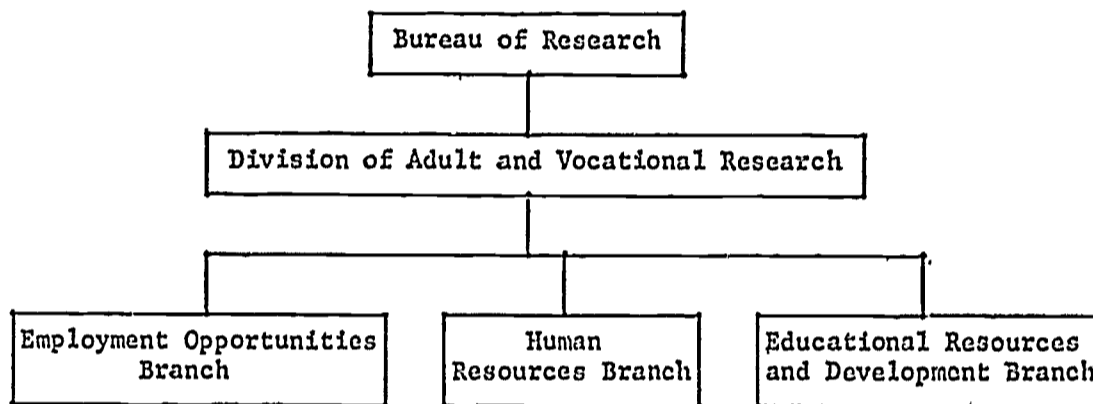 Bureau of Research
Division of Adult and Vocational Research
Employment Opportunities
Branch
Human
Resources Branch
Educational Resources
and Development Branch